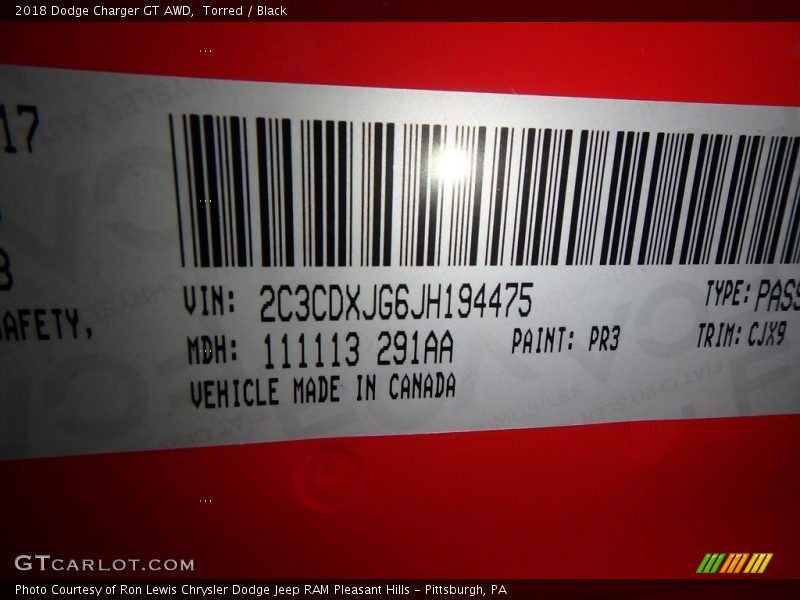 2018 Dodge Charger GT AWD, Torred / Black
17
SAFETY,
VIN: 2C3CDXJG6JH194475
TYPE: PASS
MDH: 111113 291AA
PAINT: PR3
TRIM: CJX9
VEHICLE MADE IN CANADA
GTCARLOT.COM
Photo Courtesy of Ron Lewis Chrysler Dodge Jeep RAM Pleasant Hills - Pittsburgh, PA